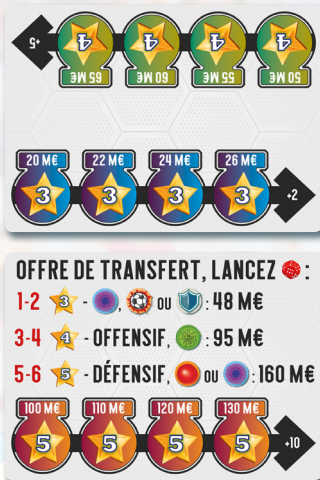 +5 4 4 4 4
65 M€ 60 M€ 55 M€ 50 M€
20 M€ 22 M€ 24 M€ 26 M€
3 3 3 3 +2
OFFRE DE TRANSFERT, LANCEZ :
1-2 3 - , OU : 48 M€
3-4 4 - OFFENSIF, : 95 M€
5-6 5 - DÉFENSIF, OU : 160 M€
100 M€ 110 M€ 120 M€ 130 M€
5 5 5 5 +10